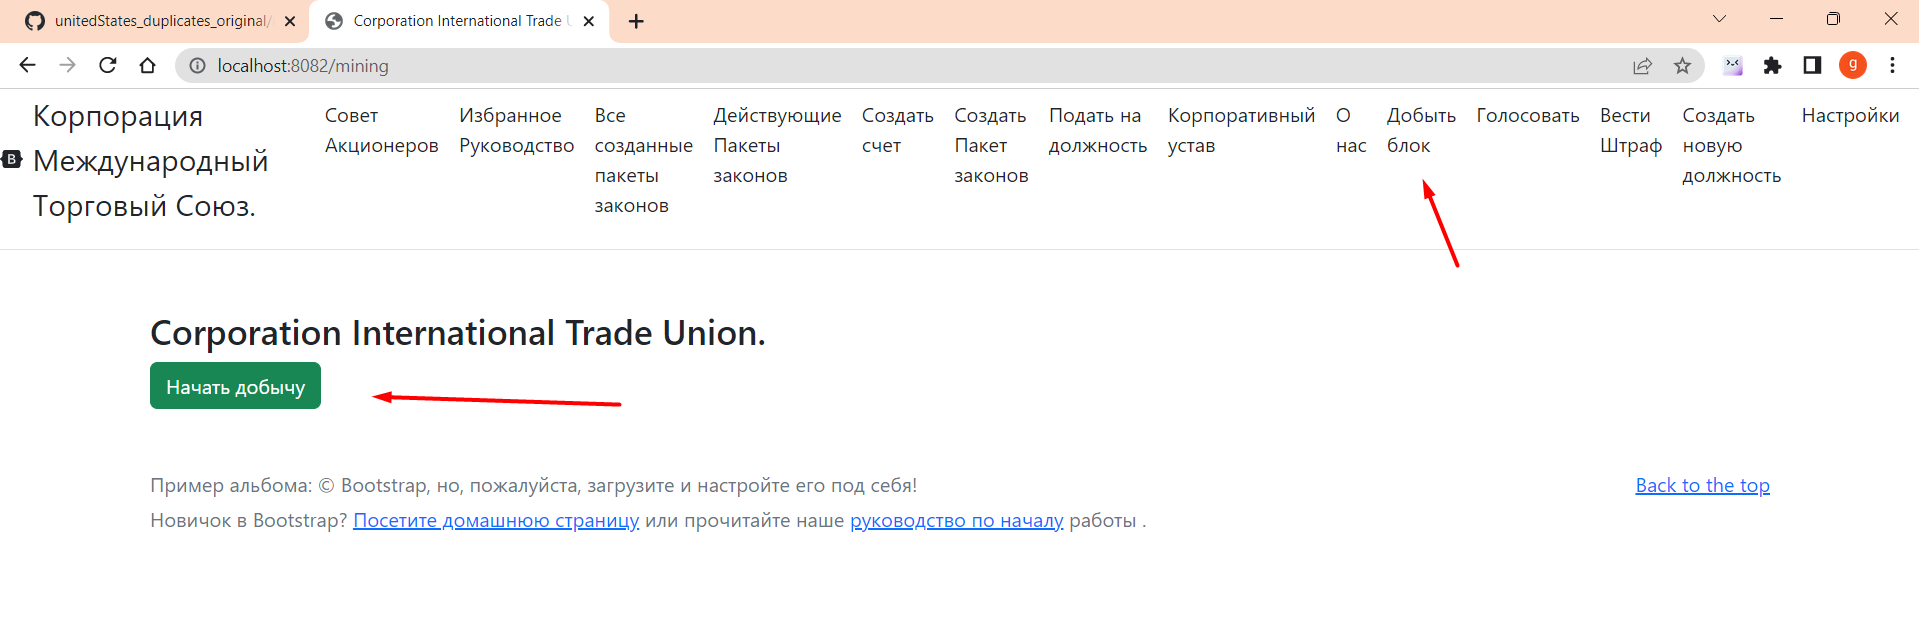 unitedStates_duplicates_original/
Corporation International Trade U
g
localhost:8082/mining
B
Корпорация
Международный
Торговый Союз.
Совет
Акционеров
Избранное
Руководство
Все
созданные
пакеты
законов
Действующие
Пакеты
законов
Создать
счет
Создать
Пакет
законов
Подать на
должность
Корпоративный
устав
О
нас
Добыть
блок
Голосовать
Вести
Штраф
Создать
новую
должность
Настройки
Corporation International Trade Union.
Начать добычу
Пример альбома: © Bootstrap, но, пожалуйста, загрузите и настройте его под себя!
Back to the top
Новичок в Bootstrap? Посетите домашнюю страницу или прочитайте наше руководство по началу работы .